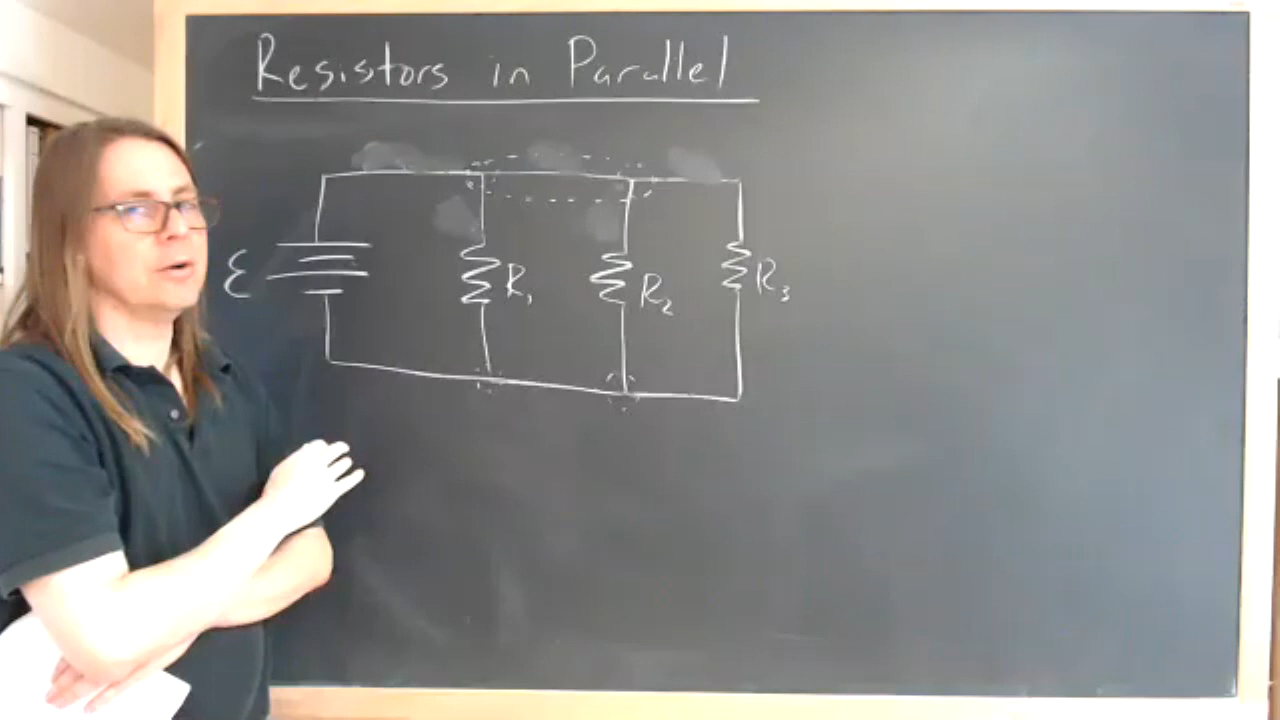 Resistors in Parallel
ε R₁ R₂ R₃